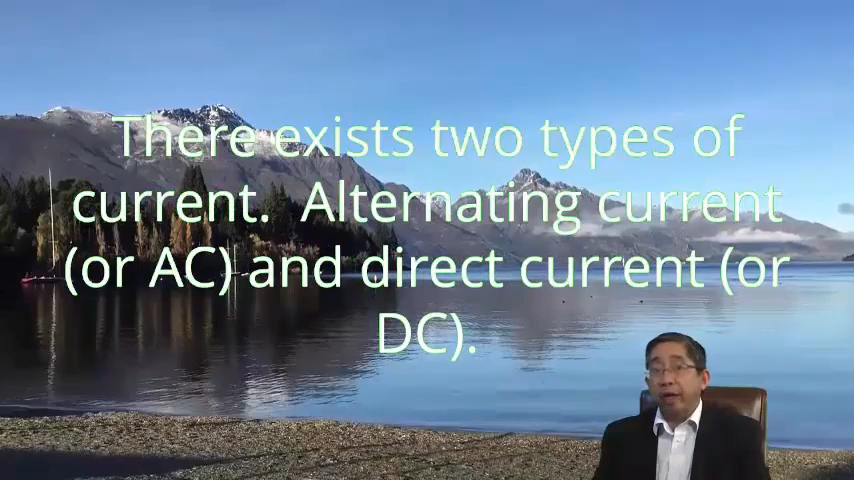 There exists two types of
current.  Alternating current
(or AC) and direct current (or
DC).